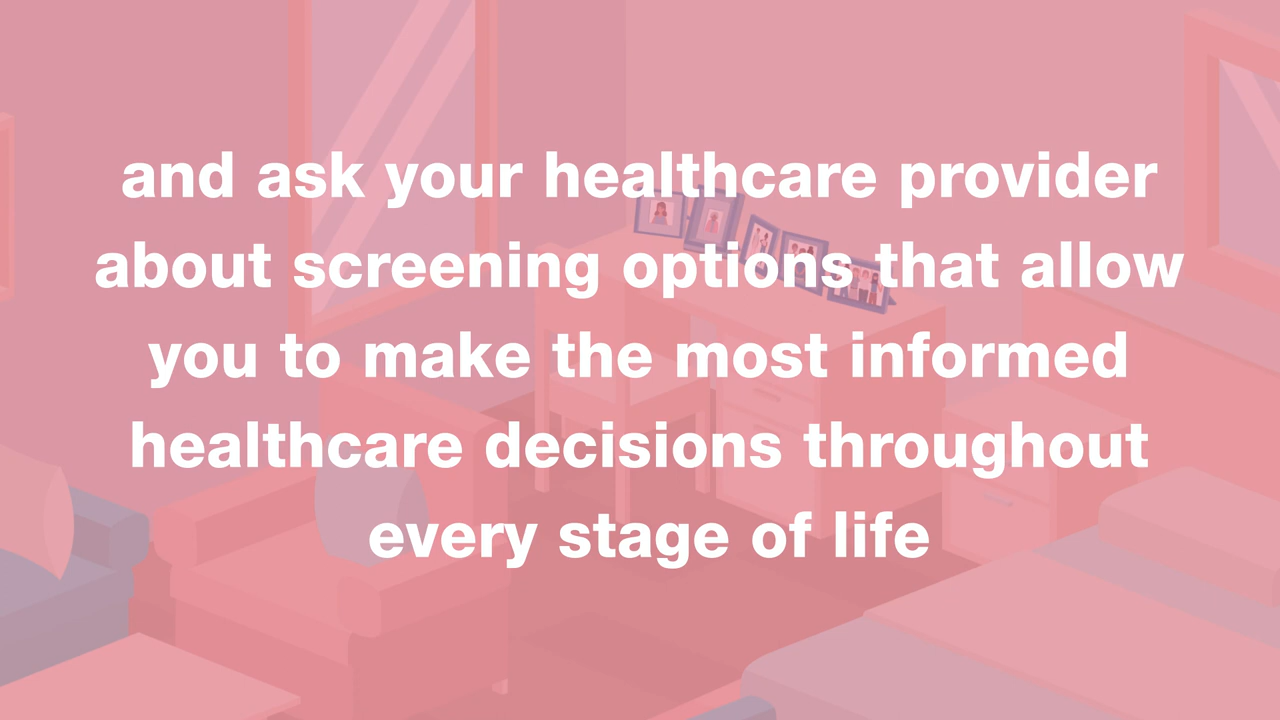 and ask your healthcare provider
about screening options that allow
you to make the most informed
healthcare decisions throughout
every stage of life